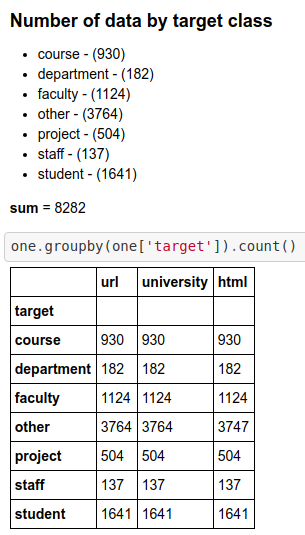 Number of data by target class
course - (930)
department - (182)
faculty - (1124)
other - (3764)
project - (504)
staff - (137)
student - (1641)
sum = 8282
one.groupby(one['target']).count()
url university html
target
course 930 930 930
department 182 182 182
faculty 1124 1124 1124
other 3764 3764 3747
project 504 504 504
staff 137 137 137
student 1641 1641 1641